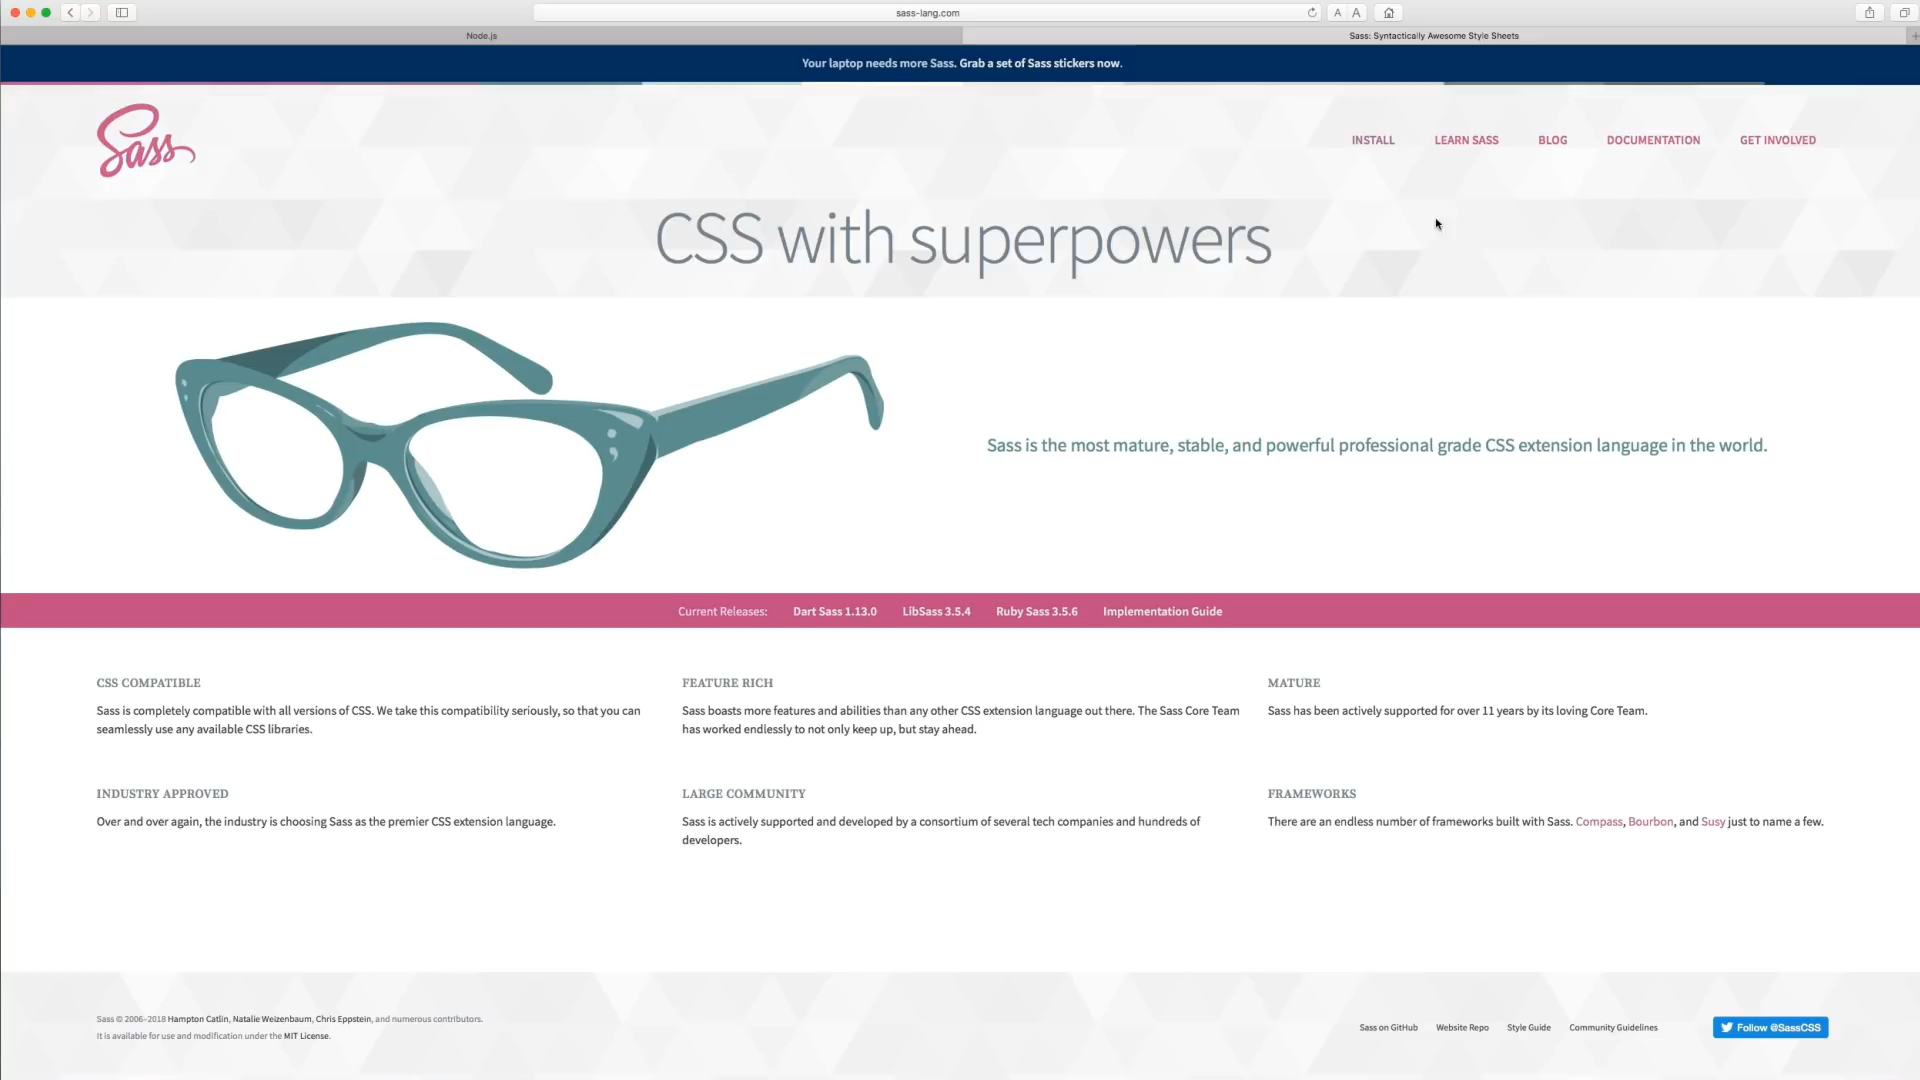 sass-lang.com
A A
Node.js
Sass: Syntactically Awesome Style Sheets
Your laptop needs more Sass. Grab a set of Sass stickers now.
Sass
INSTALL
LEARN SASS
BLOG
DOCUMENTATION
GET INVOLVED
CSS with superpowers
Sass is the most mature, stable, and powerful professional grade CSS extension language in the world.
Current Releases: Dart Sass 1.13.0 LibSass 3.5.4 Ruby Sass 3.5.6 Implementation Guide
CSS COMPATIBLE
Sass is completely compatible with all versions of CSS. We take this compatibility seriously, so that you can
seamlessly use any available CSS libraries.
FEATURE RICH
Sass boasts more features and abilities than any other CSS extension language out there. The Sass Core Team
has worked endlessly to not only keep up, but stay ahead.
MATURE
Sass has been actively supported for over 11 years by its loving Core Team.
INDUSTRY APPROVED
Over and over again, the industry is choosing Sass as the premier CSS extension language.
LARGE COMMUNITY
Sass is actively supported and developed by a consortium of several tech companies and hundreds of
developers.
FRAMEWORKS
There are an endless number of frameworks built with Sass. Compass, Bourbon, and Susy just to name a few.
Sass © 2006–2018 Hampton Catlin, Natalie Weizenbaum, Chris Eppstein, and numerous contributors.
It is available for use and modification under the MIT License.
Sass on GitHub
Website Repo
Style Guide
Community Guidelines
Follow @SassCSS